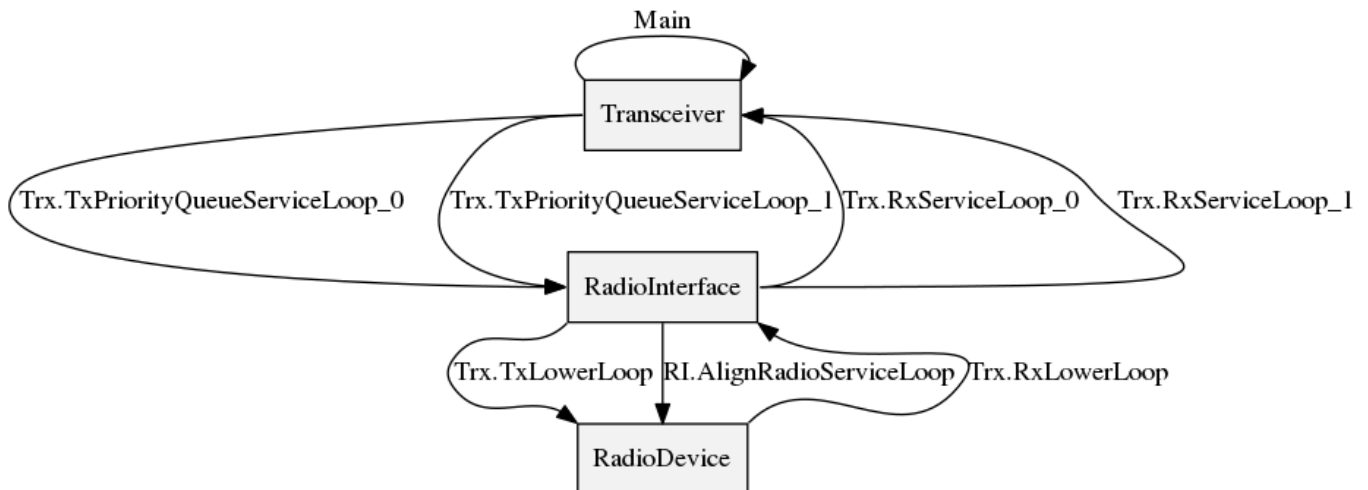 Main
Transceiver
Trx.TxPriorityQueueServiceLoop_0
Trx.TxPriorityQueueServiceLoop_1
Trx.RxServiceLoop_0
Trx.RxServiceLoop_1
RadioInterface
Trx.TxLowerLoop
RI.AlignRadioServiceLoop
Trx.RxLowerLoop
RadioDevice